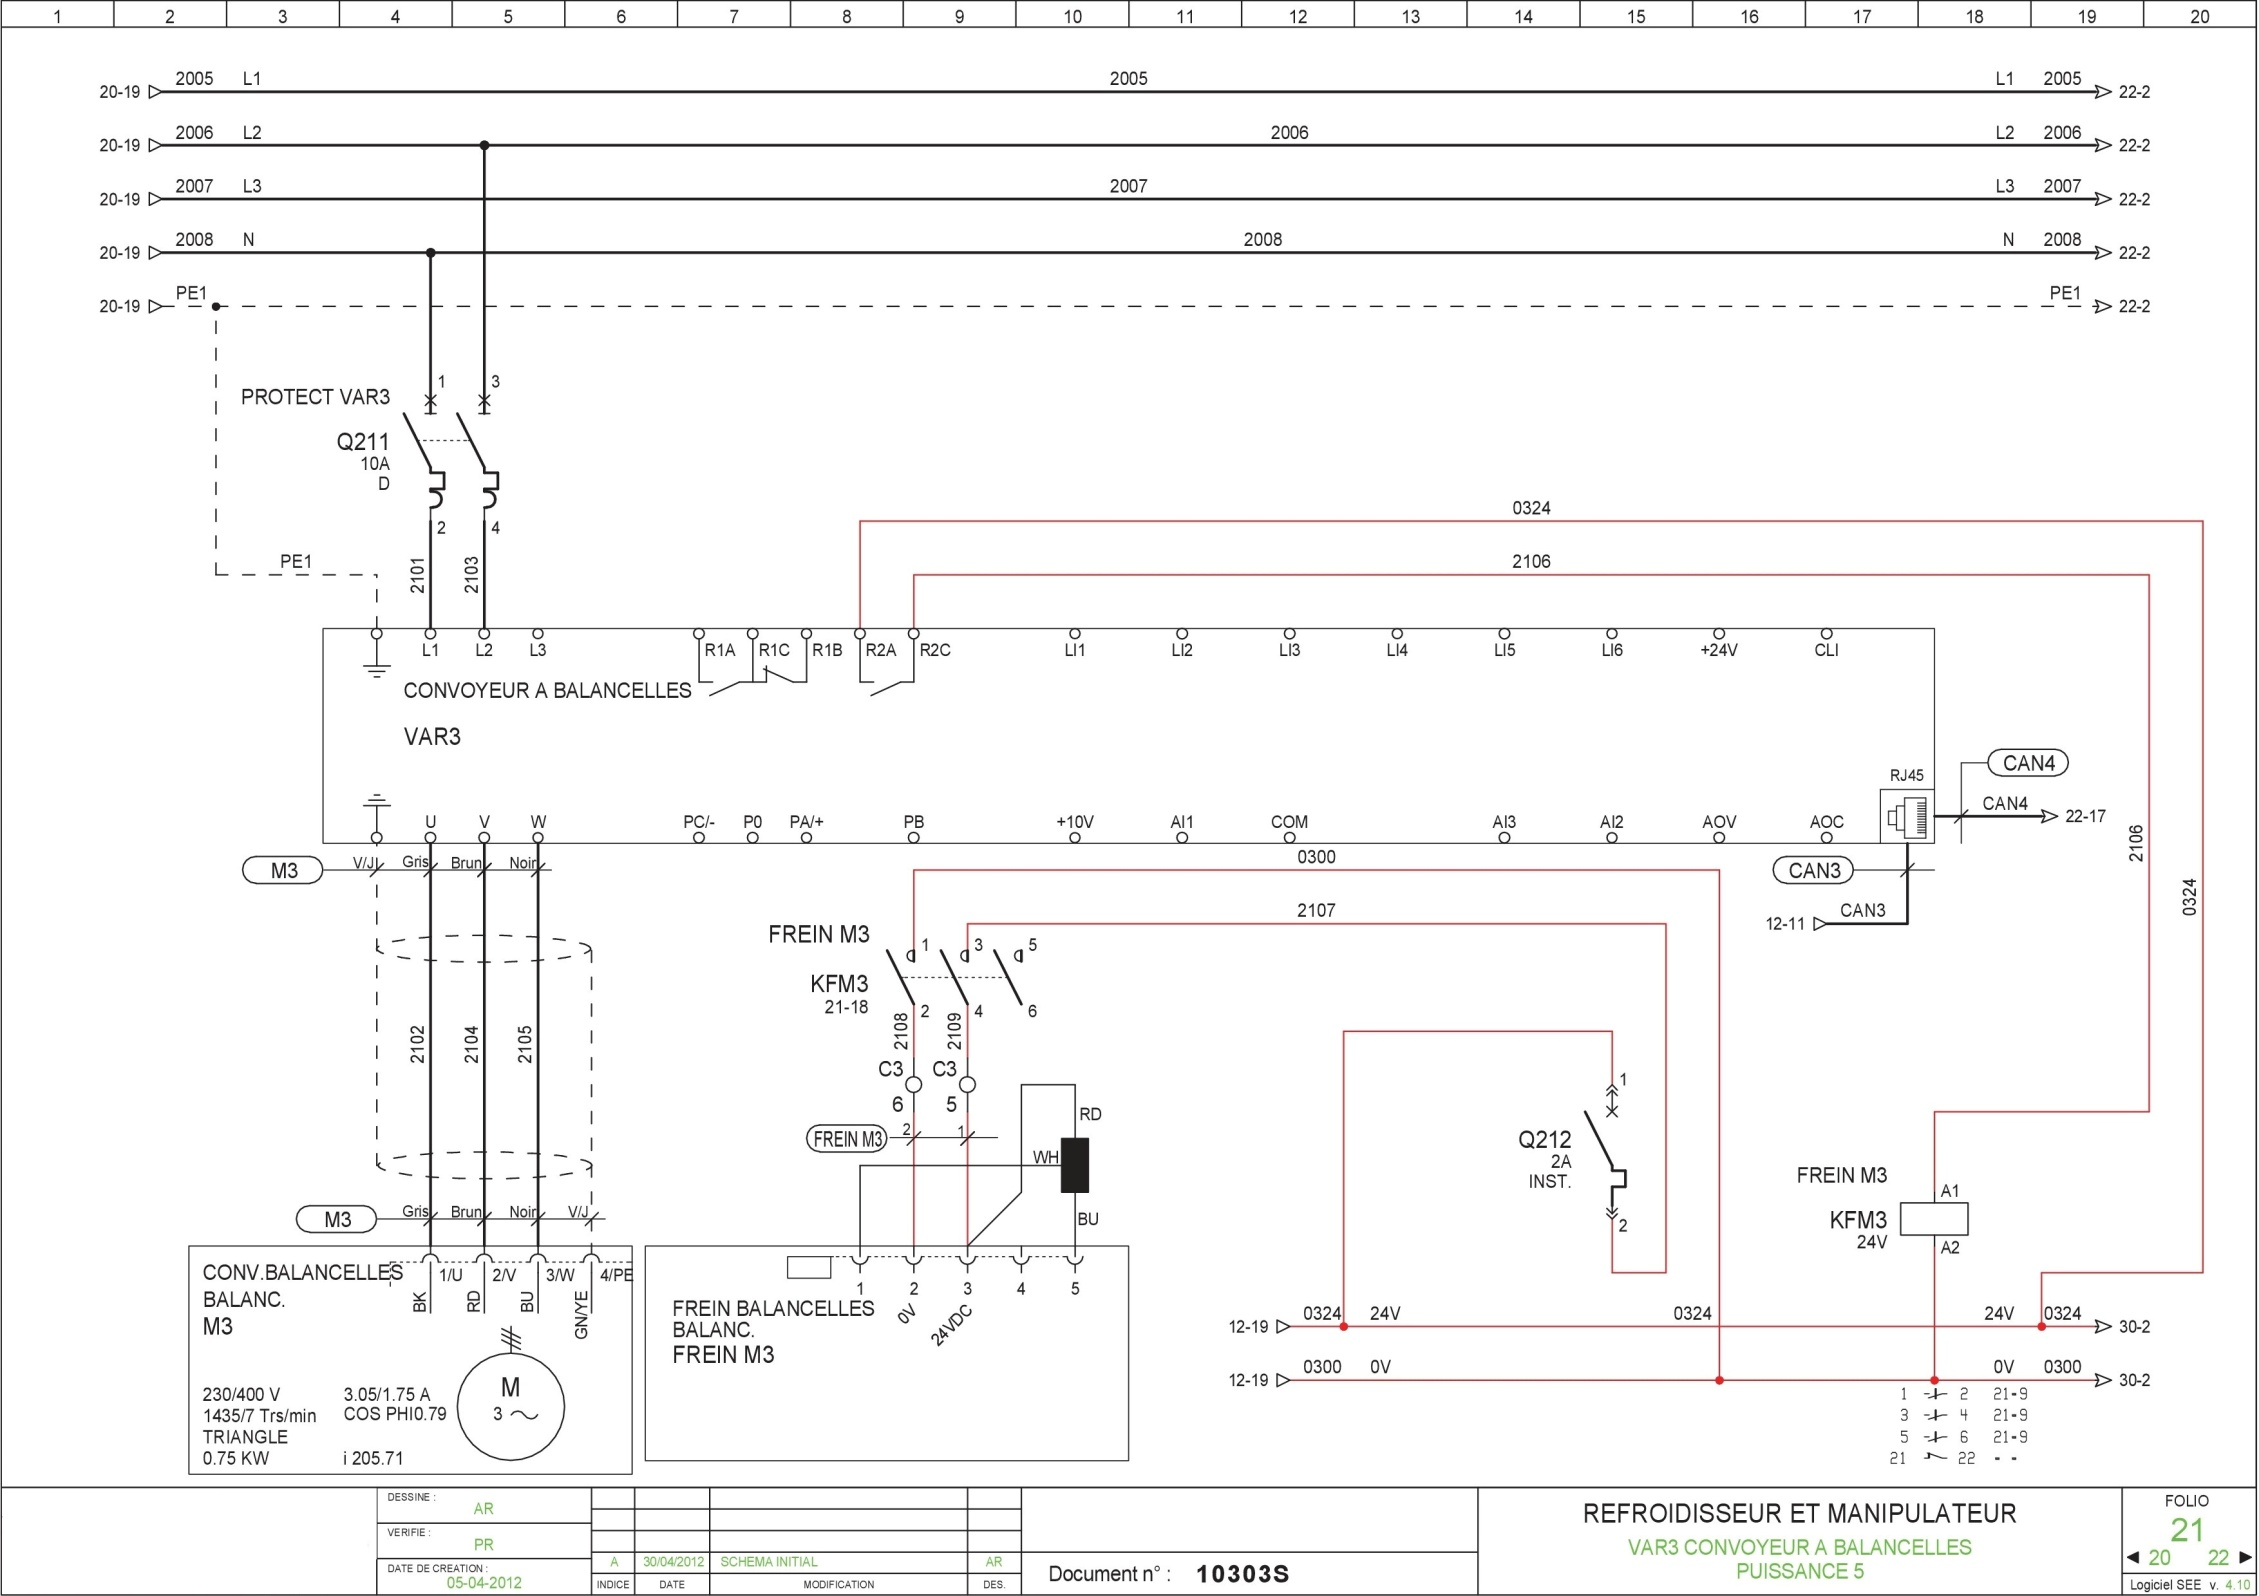 1 2 3 4 5 6 7 8 9 10 11 12 13 14 15 16 17 18 19 20
20-19 2005 L1 2005 L1 2005 22-2
20-19 2006 L2 2006 L2 2006 22-2
20-19 2007 L3 2007 L3 2007 22-2
20-19 2008 N 2008 N 2008 22-2
20-19 PE1 PE1 22-2
1 3
PROTECT VAR3
Q211
10A
D
2 4
0324
PE1 2101 2103 2106
L1 L2 L3 R1A R1C R1B R2A R2C LI1 LI2 LI3 LI4 LI5 LI6 +24V CLI
CONVOYEUR A BALANCELLES
VAR3
RJ45 CAN4
CAN4 22-17
U V W PC/- P0 PA/+ PB +10V AI1 COM AI3 AI2 AOV AOC
2106
0324
M3 V/J Gris Brun Noir
0300
CAN3
CAN3
12-11
2107
FREIN M3 1 3 5
KFM3
21-18
2 4 6
2102 2104 2105 2108 2109
C3 C3
6 5
RD
FREIN M3 2 1
WH
BU
1
Q212
2A
INST.
2
FREIN M3
A1
KFM3
24V
A2
M3 Gris Brun Noir V/J
CONV.BALANCELLES
BALANC.
M3
1/U 2/V 3/W 4/PE
BK RD BU GN/YE
M
3
230/400 V 3.05/1.75 A
1435/7 Trs/min COS PHI0.79
TRIANGLE
0.75 KW i 205.71
1 2 3 4 5
0V 24VDC
FREIN BALANCELLES
BALANC.
FREIN M3
12-19 0324 24V 0324 24V 0324 30-2
12-19 0300 0V 0V 0300 30-2
1 2 21-9
3 4 21-9
5 6 21-9
21 22 - -
DESSINE :
AR
VERIFIE :
PR
DATE DE CREATION :
05-04-2012
A 30/04/2012 SCHEMA INITIAL AR
INDICE DATE MODIFICATION DES.
Document n° : 10303S
REFROIDISSEUR ET MANIPULATEUR
VAR3 CONVOYEUR A BALANCELLES
PUISSANCE 5
FOLIO
21
20 22
Logiciel SEE v. 4.10